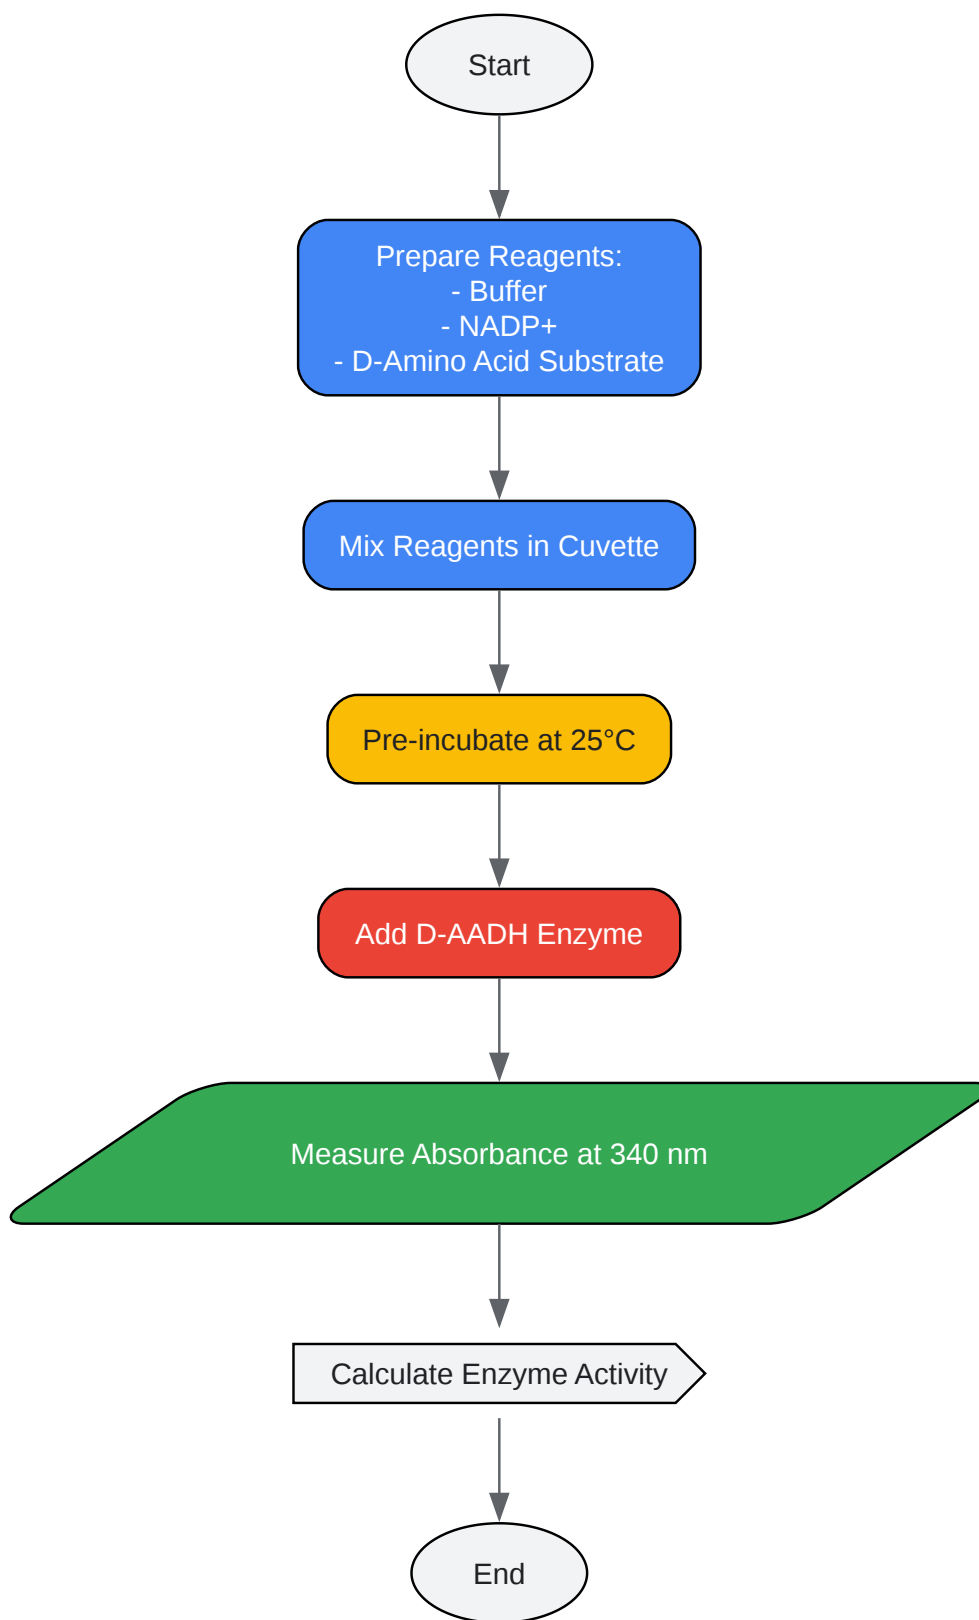 Start
Prepare Reagents:
- Buffer
- NADP+
- D-Amino Acid Substrate
Mix Reagents in Cuvette
Pre-incubate at 25°C
Add D-AADH Enzyme
Measure Absorbance at 340 nm
Calculate Enzyme Activity
End